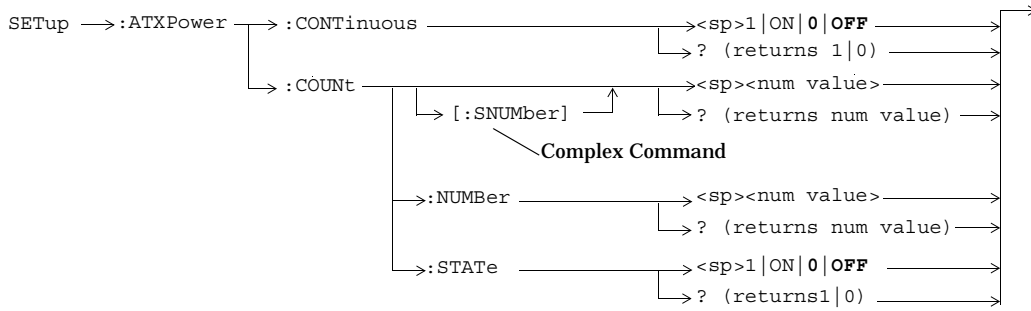 SETup :ATXPower :CONTinuous <sp>1|ON|0|OFF
? (returns 1|0)
:COUNt <sp><num value>
[:SNUMber] ? (returns num value)
Complex Command
:NUMBer <sp><num value>
? (returns num value)
:STATe <sp>1|ON|0|OFF
? (returns1|0)